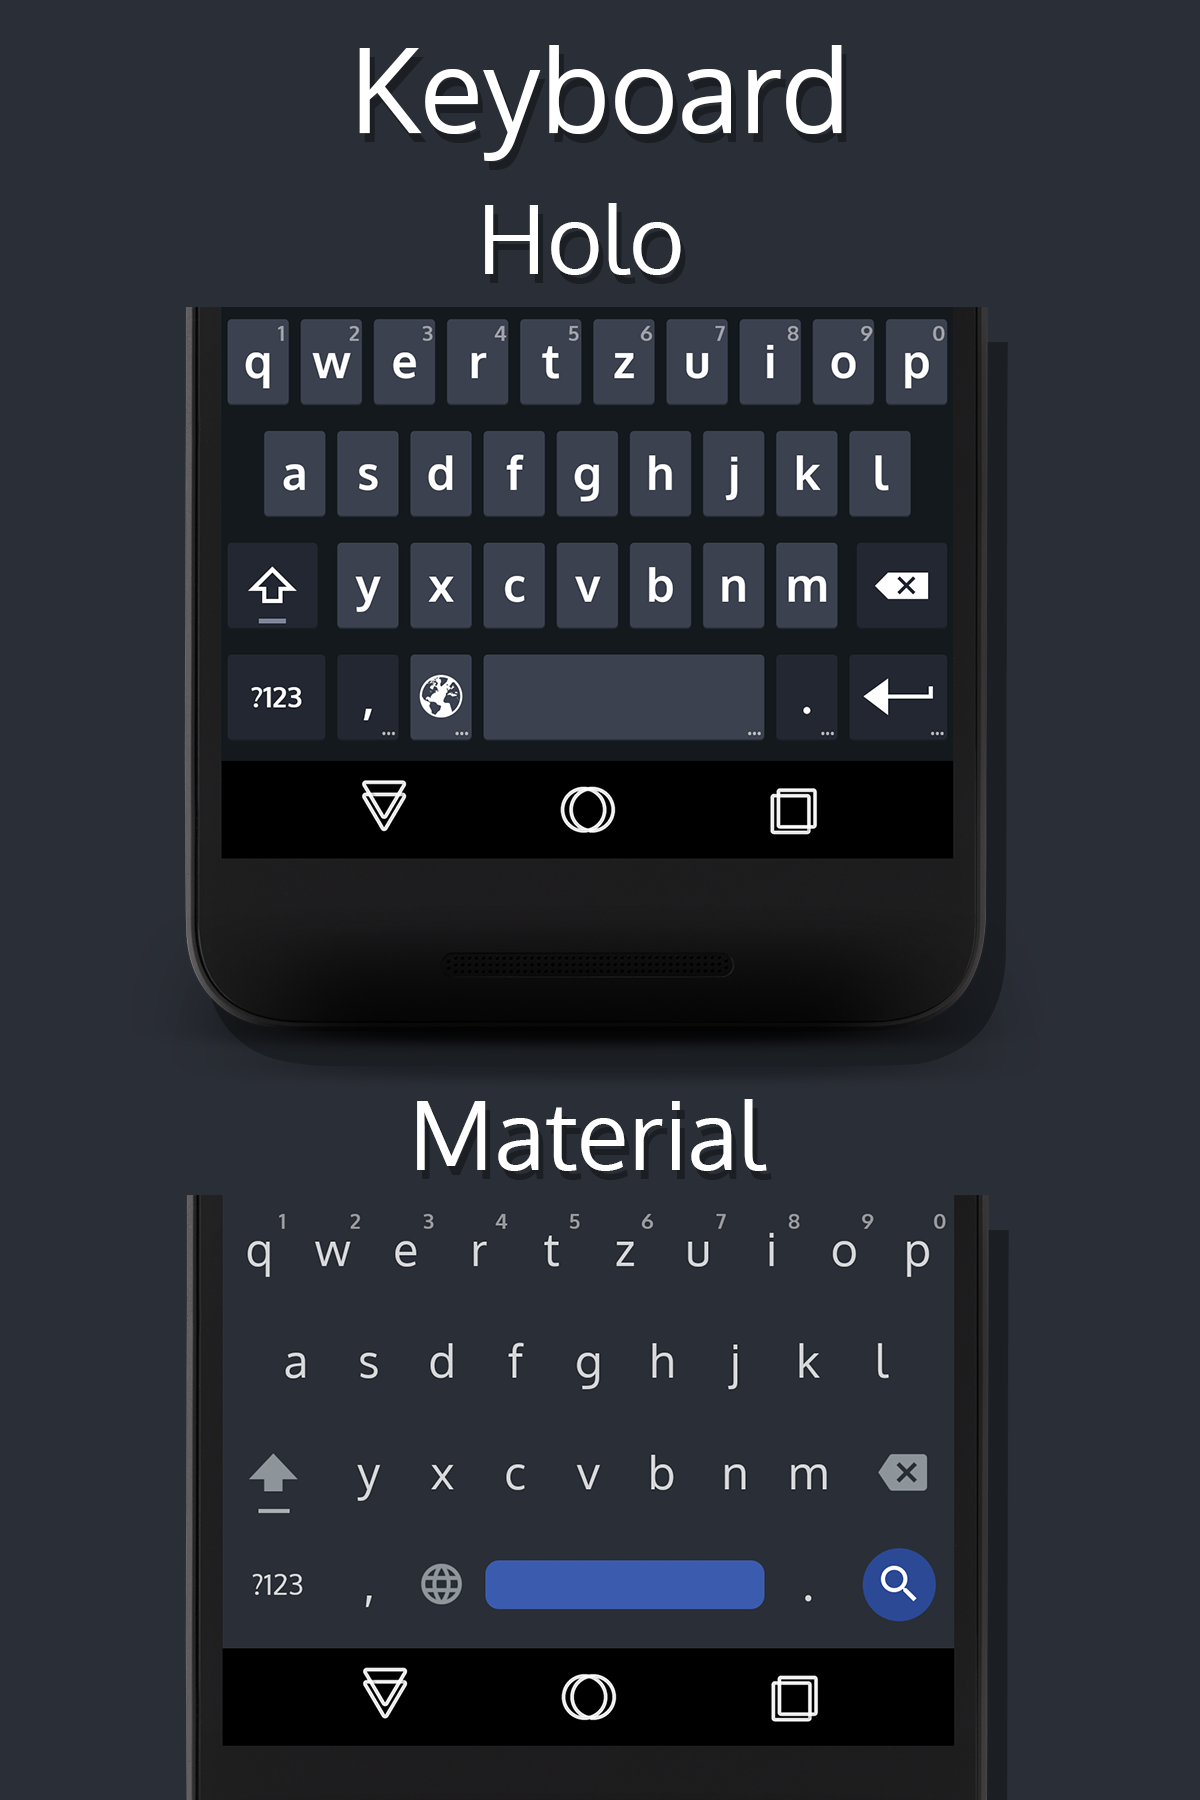 Keyboard
Holo
1 2 3 4 5 6 7 8 9 0
q w e r t z u i o p
a s d f g h j k l
y x c v b n m
?123 , ... ... ... . ... ...
Material
1 2 3 4 5 6 7 8 9 0
q w e r t z u i o p
a s d f g h j k l
y x c v b n m
?123 , .